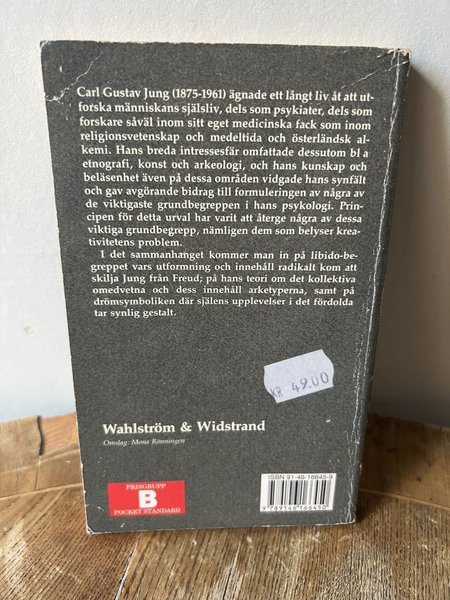 Carl Gustav Jung (1875-1961) ägnade ett långt liv åt att ut-
forska människans själsliv, dels som psykiater, dels som
forskare såväl inom sitt eget medicinska fack som inom
religionsvetenskap och medeltida och österländsk al-
kemi. Hans breda intressesfär omfattade dessutom bl a
etnografi, konst och arkeologi, och hans kunskap och
beläsenhet även på dessa områden vidgade hans synfält
och gav avgörande bidrag till formuleringen av några av
de viktigaste grundbegreppen i hans psykologi. Prin-
cipen för detta urval har varit att återge några av dessa
viktiga grundbegrepp, nämligen dem som belyser krea-
tivitetens problem.
I det sammanhanget kommer man in på libido-be-
greppet vars utformning och innehåll radikalt kom att
skilja Jung från Freud; på hans teori om det kollektiva
omedvetna och dess innehåll arketyperna, samt på
drömsymboliken där själens upplevelser i det fördolda
tar synlig gestalt.
KR 49.00
Wahlström & Widstrand
Omslag: Mona Rönningen
PRISGRUPP
B
POCKET STANDARD
ISBN 91-46-16645-9
9 789146 166450